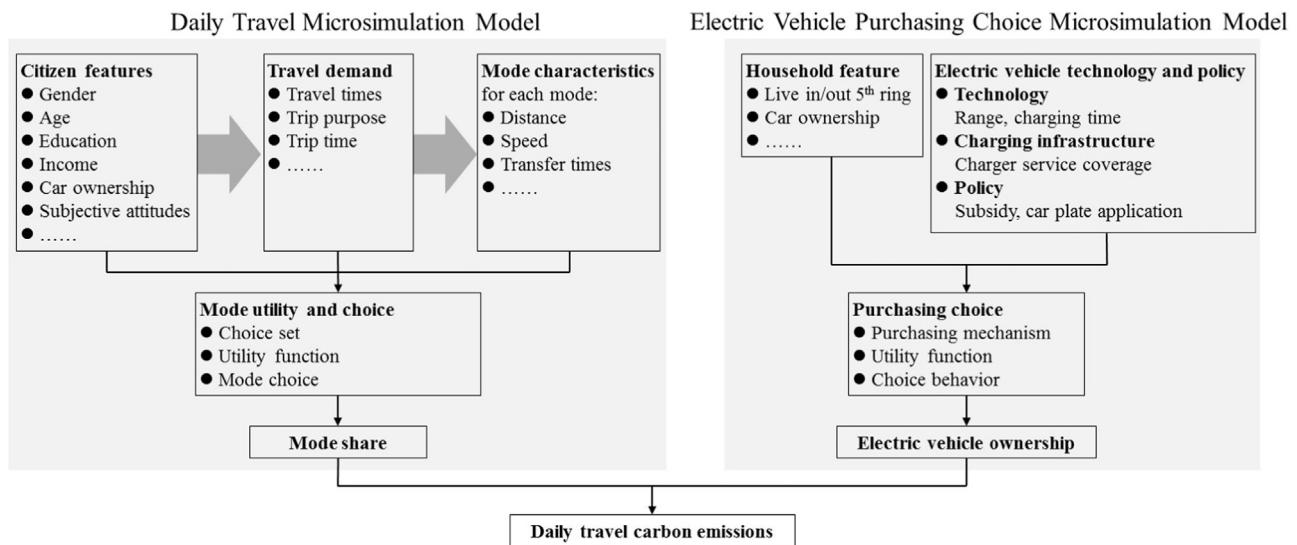 Daily Travel Microsimulation Model
Citizen features
● Gender
● Age
● Education
● Income
● Car ownership
● Subjective attitudes
● ……
Travel demand
● Travel times
● Trip purpose
● Trip time
● ……
Mode characteristics
for each mode:
● Distance
● Speed
● Transfer times
● ……
Mode utility and choice
● Choice set
● Utility function
● Mode choice
Mode share
Electric Vehicle Purchasing Choice Microsimulation Model
Household feature
● Live in/out 5th ring
● Car ownership
● ……
Electric vehicle technology and policy
● Technology
Range, charging time
● Charging infrastructure
Charger service coverage
● Policy
Subsidy, car plate application
Purchasing choice
● Purchasing mechanism
● Utility function
● Choice behavior
Electric vehicle ownership
Daily travel carbon emissions